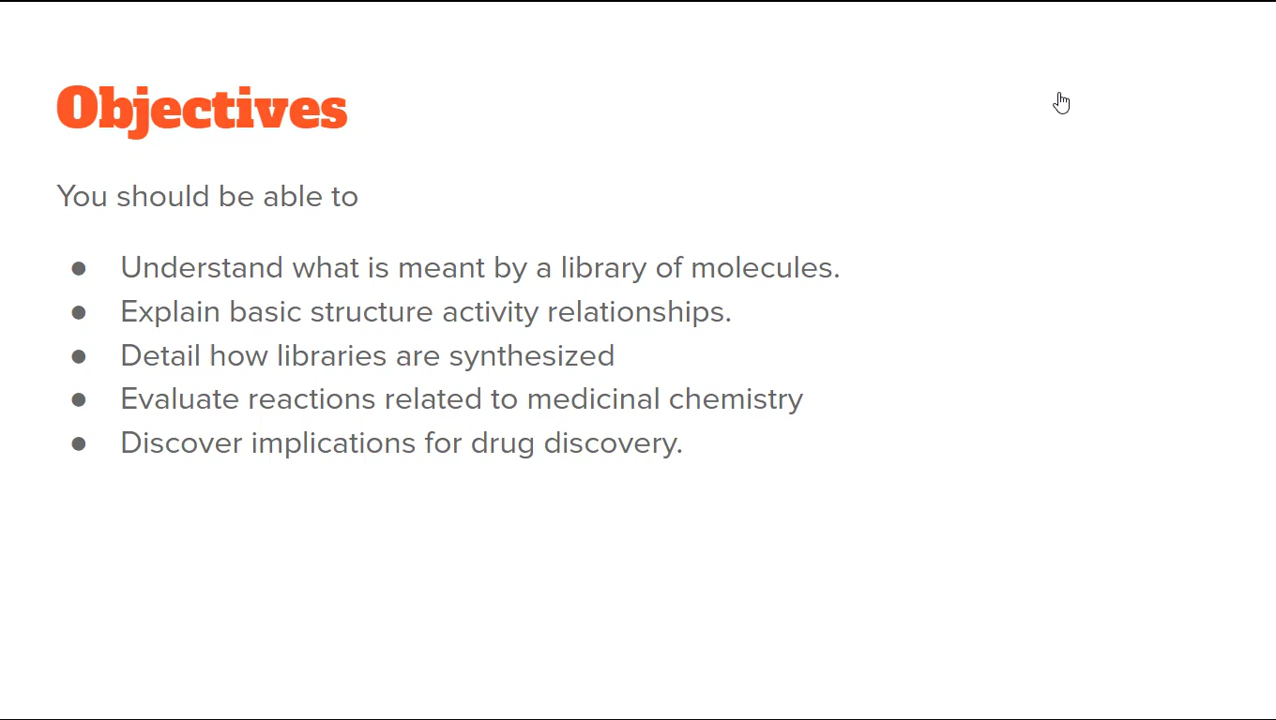 Objectives
You should be able to
● Understand what is meant by a library of molecules.
● Explain basic structure activity relationships.
● Detail how libraries are synthesized
● Evaluate reactions related to medicinal chemistry
● Discover implications for drug discovery.